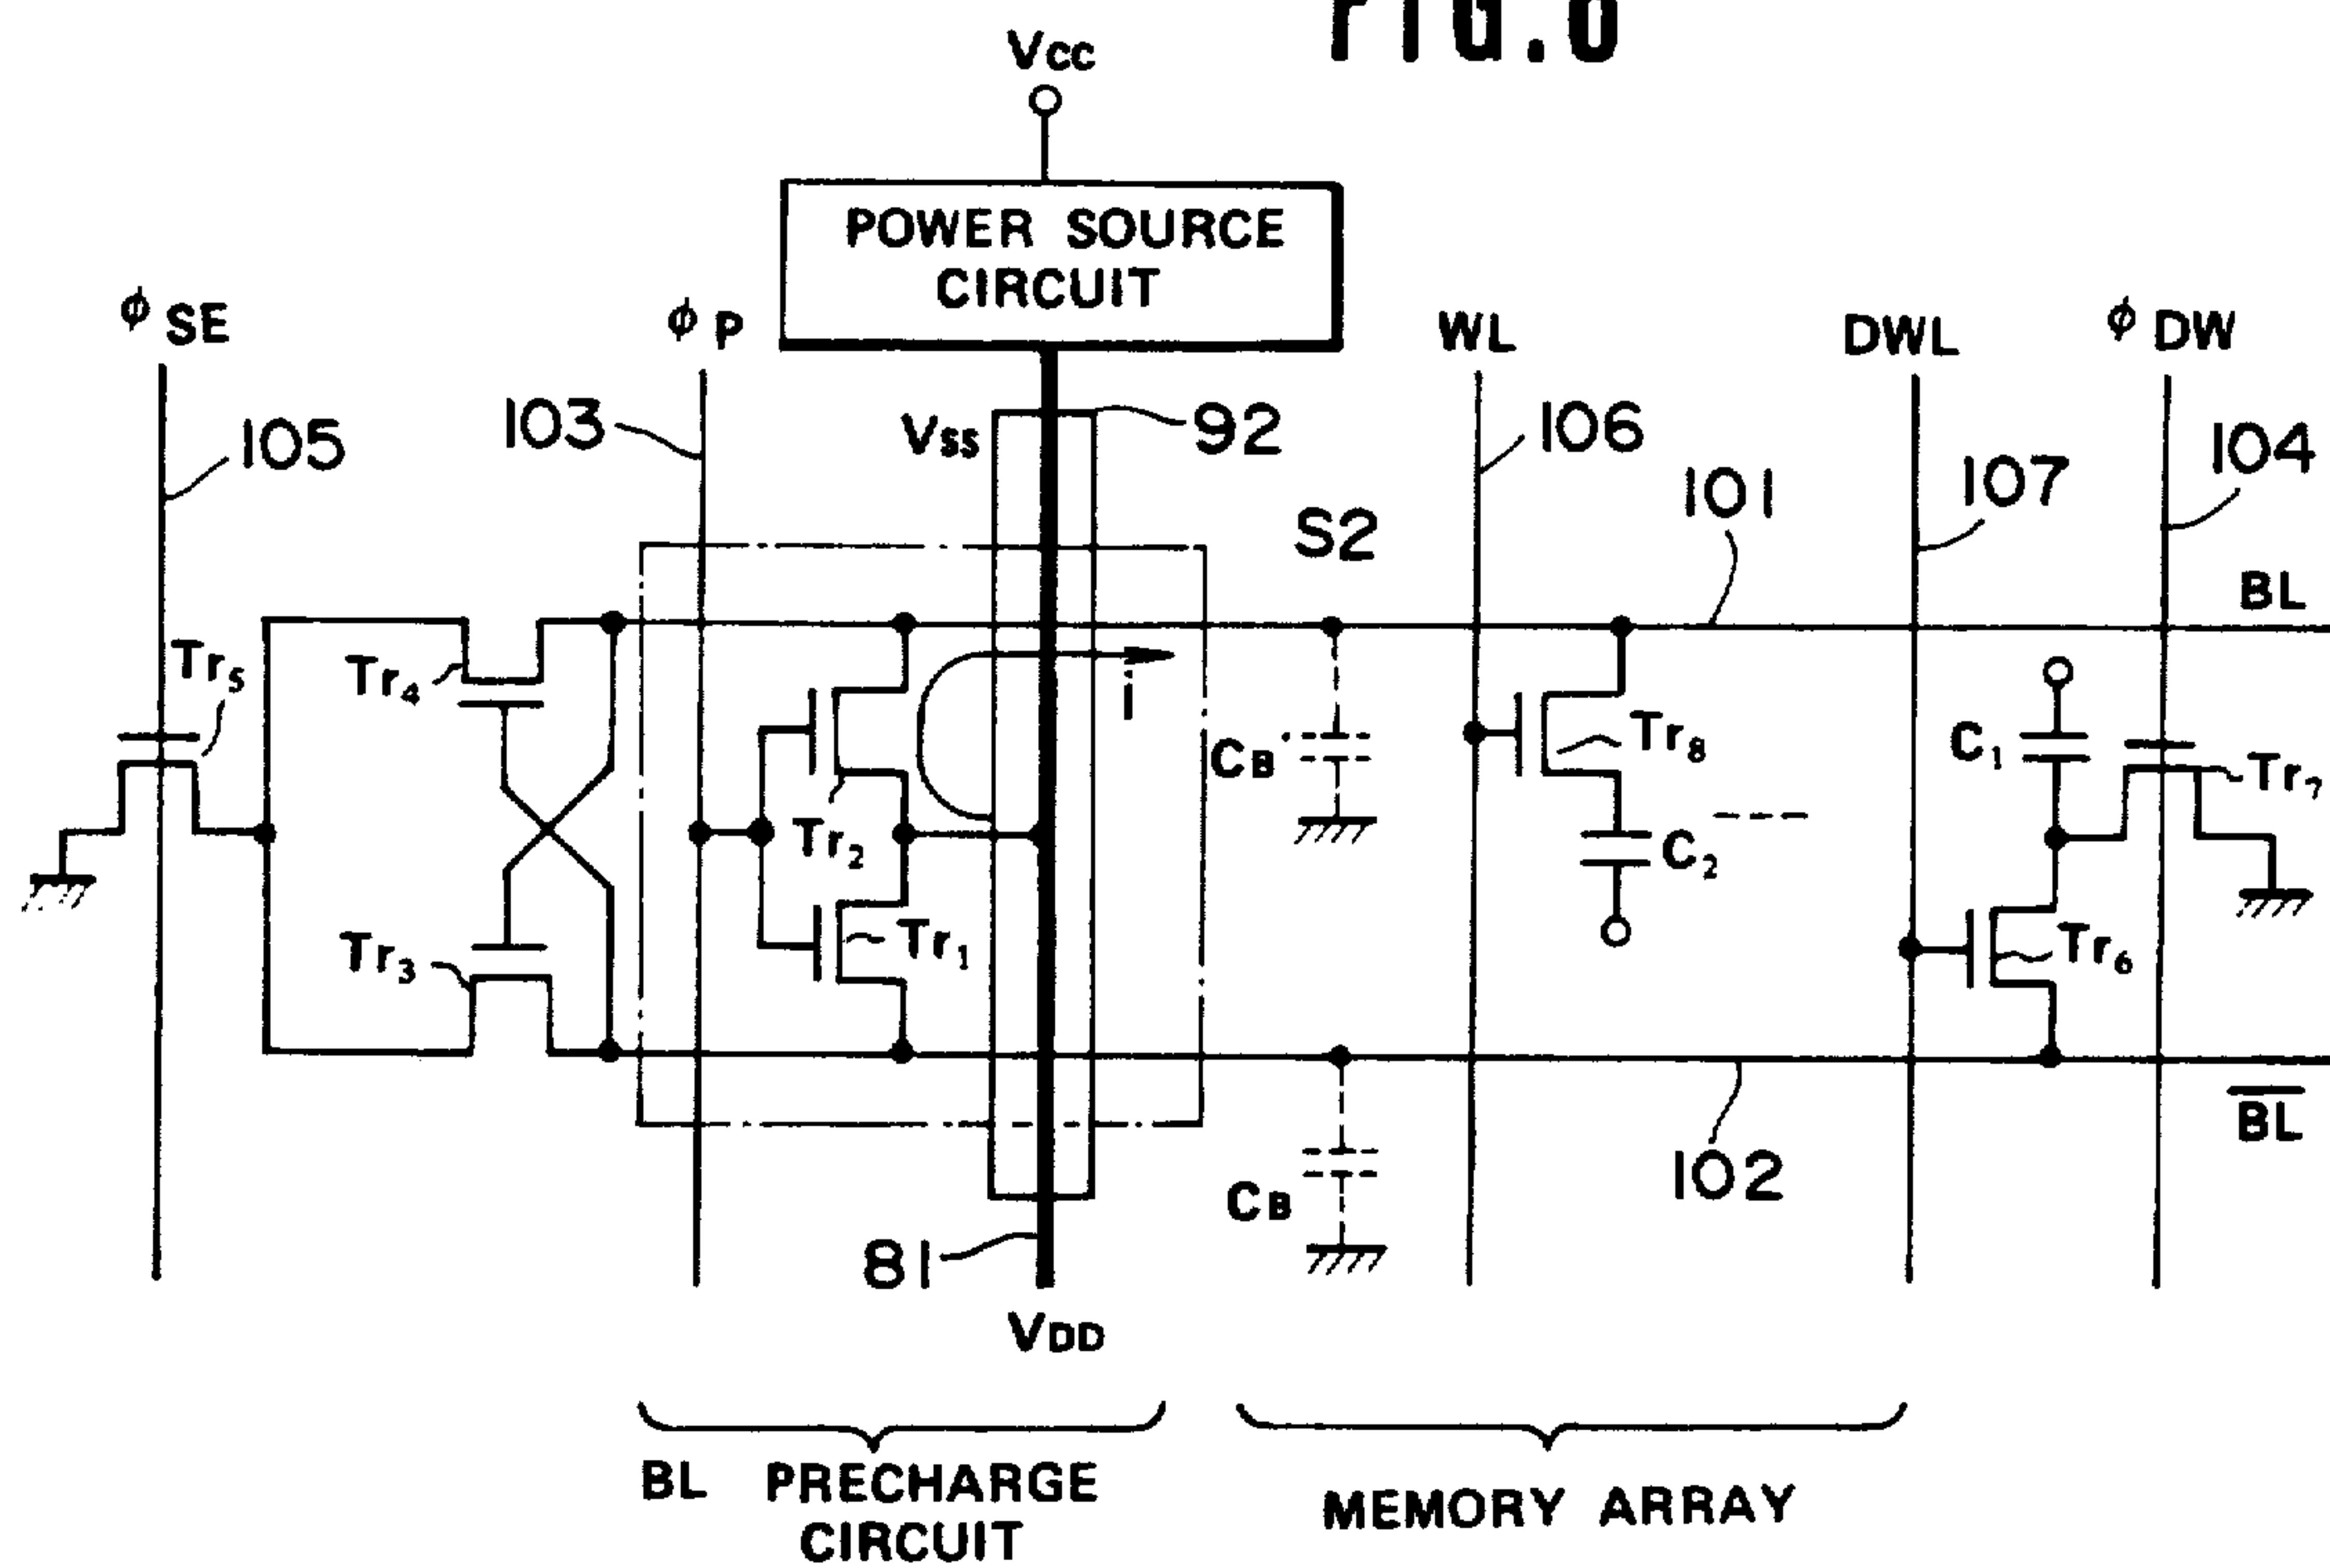 FIG.
Vcc
POWER SOURCE
CIRCUIT
φ SE
φ P
WL
DWL
φ DW
105
103
Vss
92
106
101
107
104
S2
BL
Tr5
Tr4
i
CB
Tr8
C1
Tr7
Tr2
C2
Tr3
Tr1
Tr6
BL
CB
102
81
VDD
BL PRECHARGE
CIRCUIT
MEMORY ARRAY